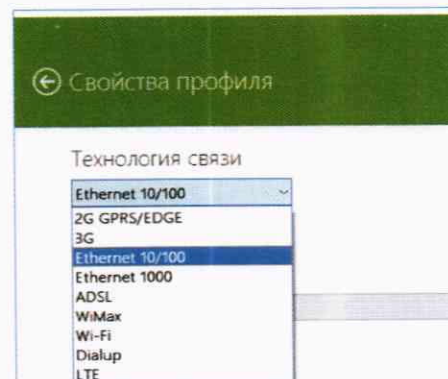 Свойства профиля
Технология связи
Ethernet 10/100
2G GPRS/EDGE
3G
Ethernet 10/100
Ethernet 1000
ADSL
WiMax
Wi-Fi
Dialup
LTE